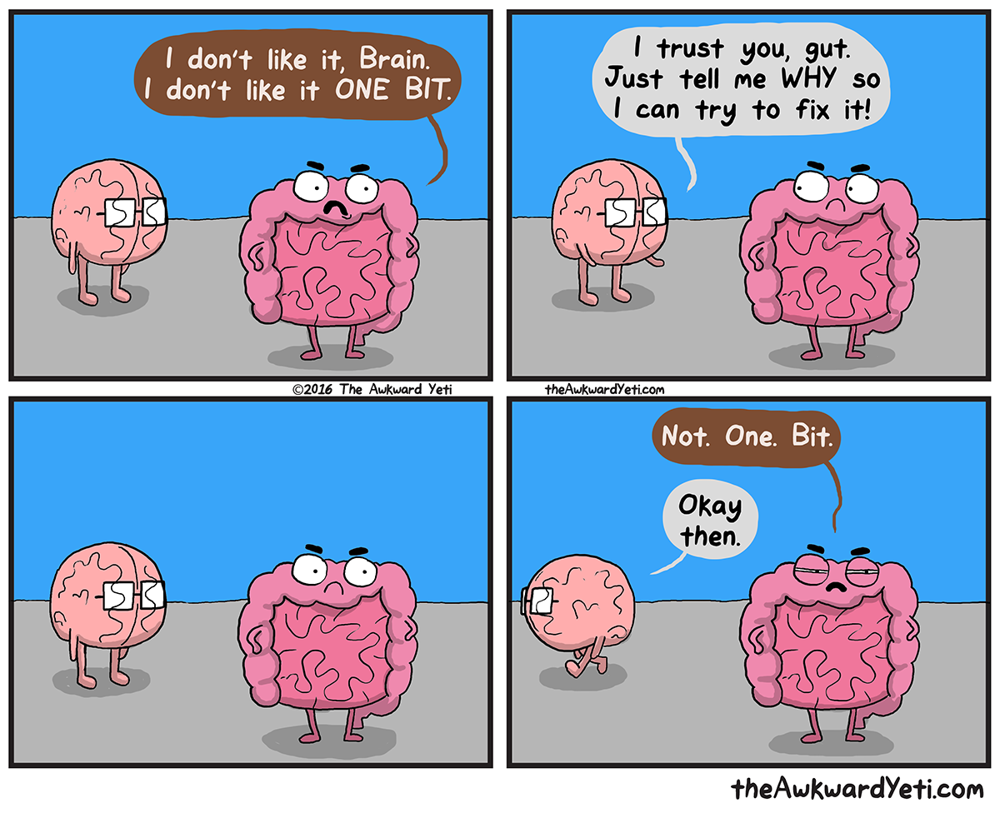 I don't like it, Brain.
I don't like it ONE BIT.
I trust you, gut.
Just tell me WHY so
I can try to fix it!
©2016 The Awkward Yeti
theAwkwardYeti.com
Not. One. Bit.
Okay
then.
theAwkwardYeti.com